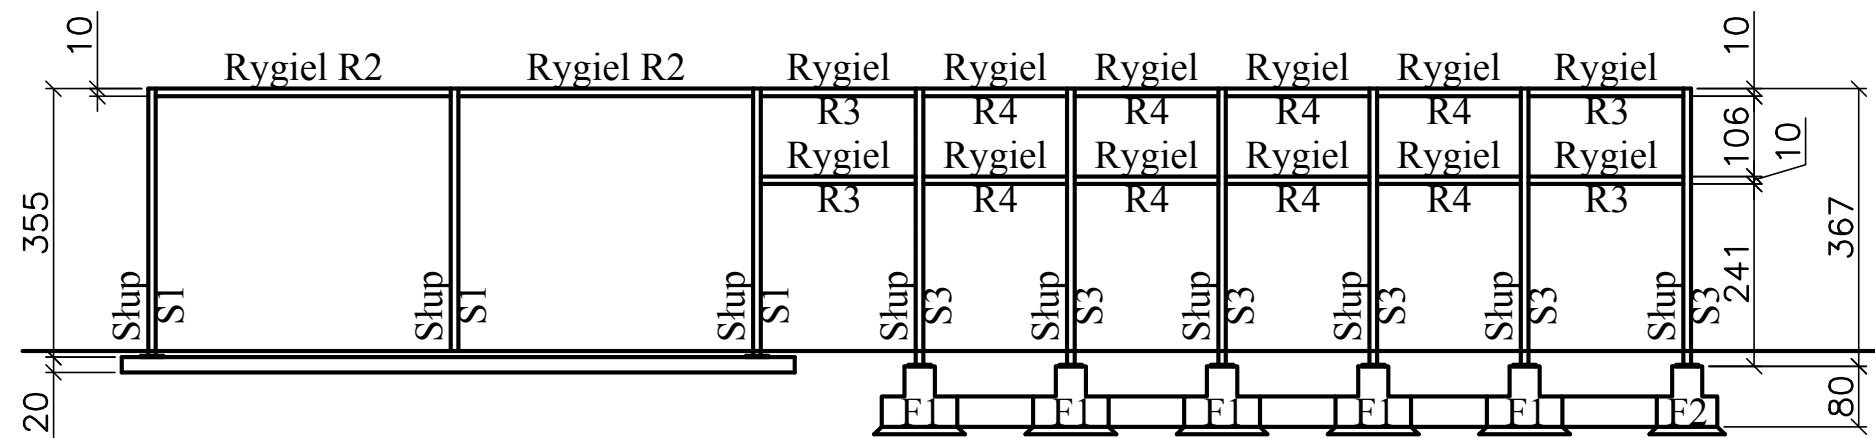 10
Rygiel R2
Rygiel R2
Rygiel
Rygiel
Rygiel
Rygiel
Rygiel
Rygiel
10
R3
R4
R4
R4
R4
R3
106
10
Rygiel
Rygiel
Rygiel
Rygiel
Rygiel
Rygiel
R3
R4
R4
R4
R4
R3
355
367
241
Słup
S1
Słup
S1
Słup
S1
Słup
S3
Słup
S3
Słup
S3
Słup
S3
Słup
S3
Słup
S3
20
F1
F1
F1
F1
F1
F2
80